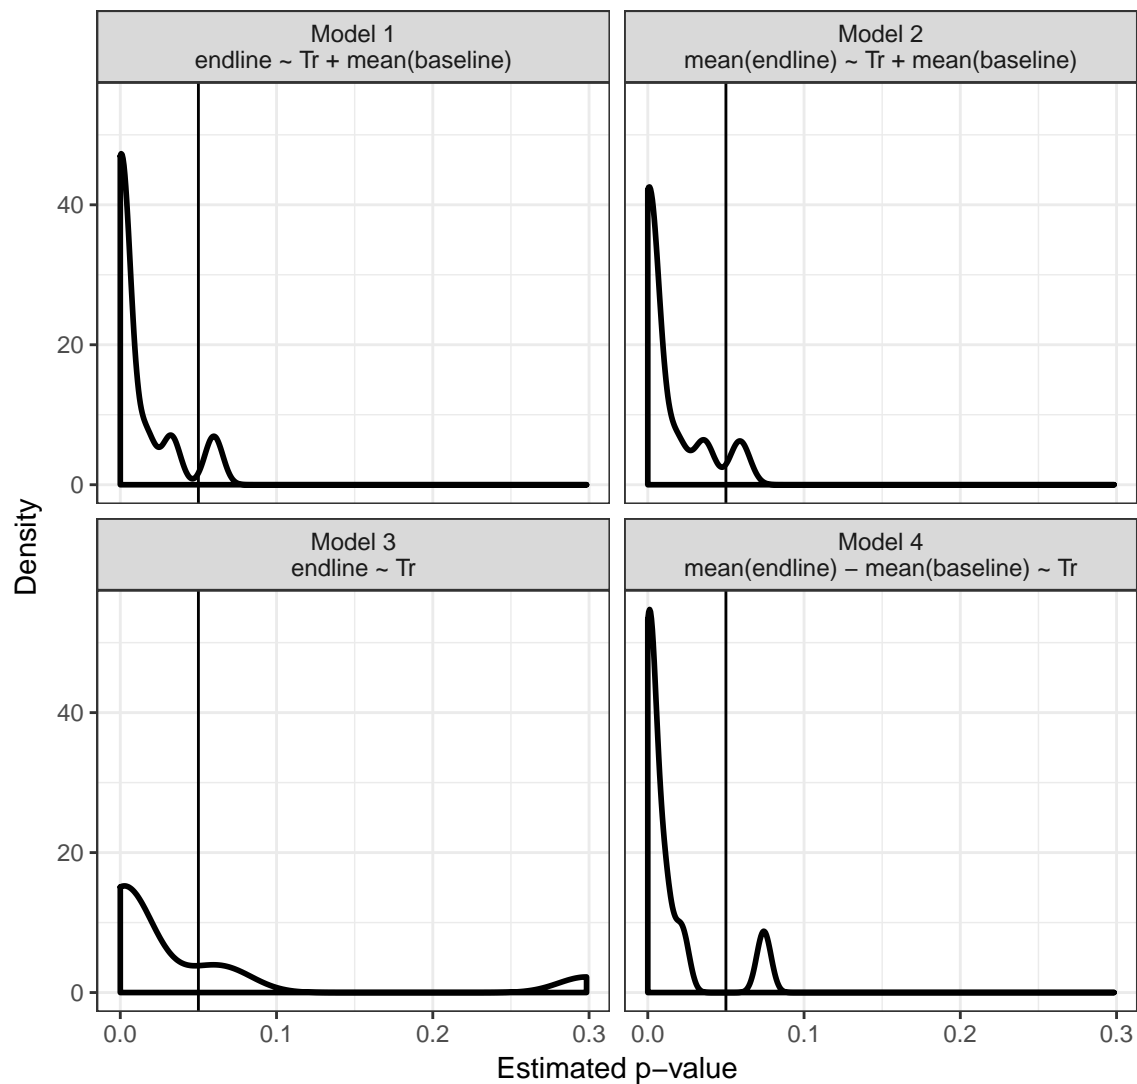 Model 1
endline ~ Tr + mean(baseline)
Model 2
mean(endline) ~ Tr + mean(baseline)
40
20
0
Model 3
endline ~ Tr
Model 4
mean(endline) − mean(baseline) ~ Tr
40
20
0
0.0 0.1 0.2 0.3
0.0 0.1 0.2 0.3
Estimated p−value
Density